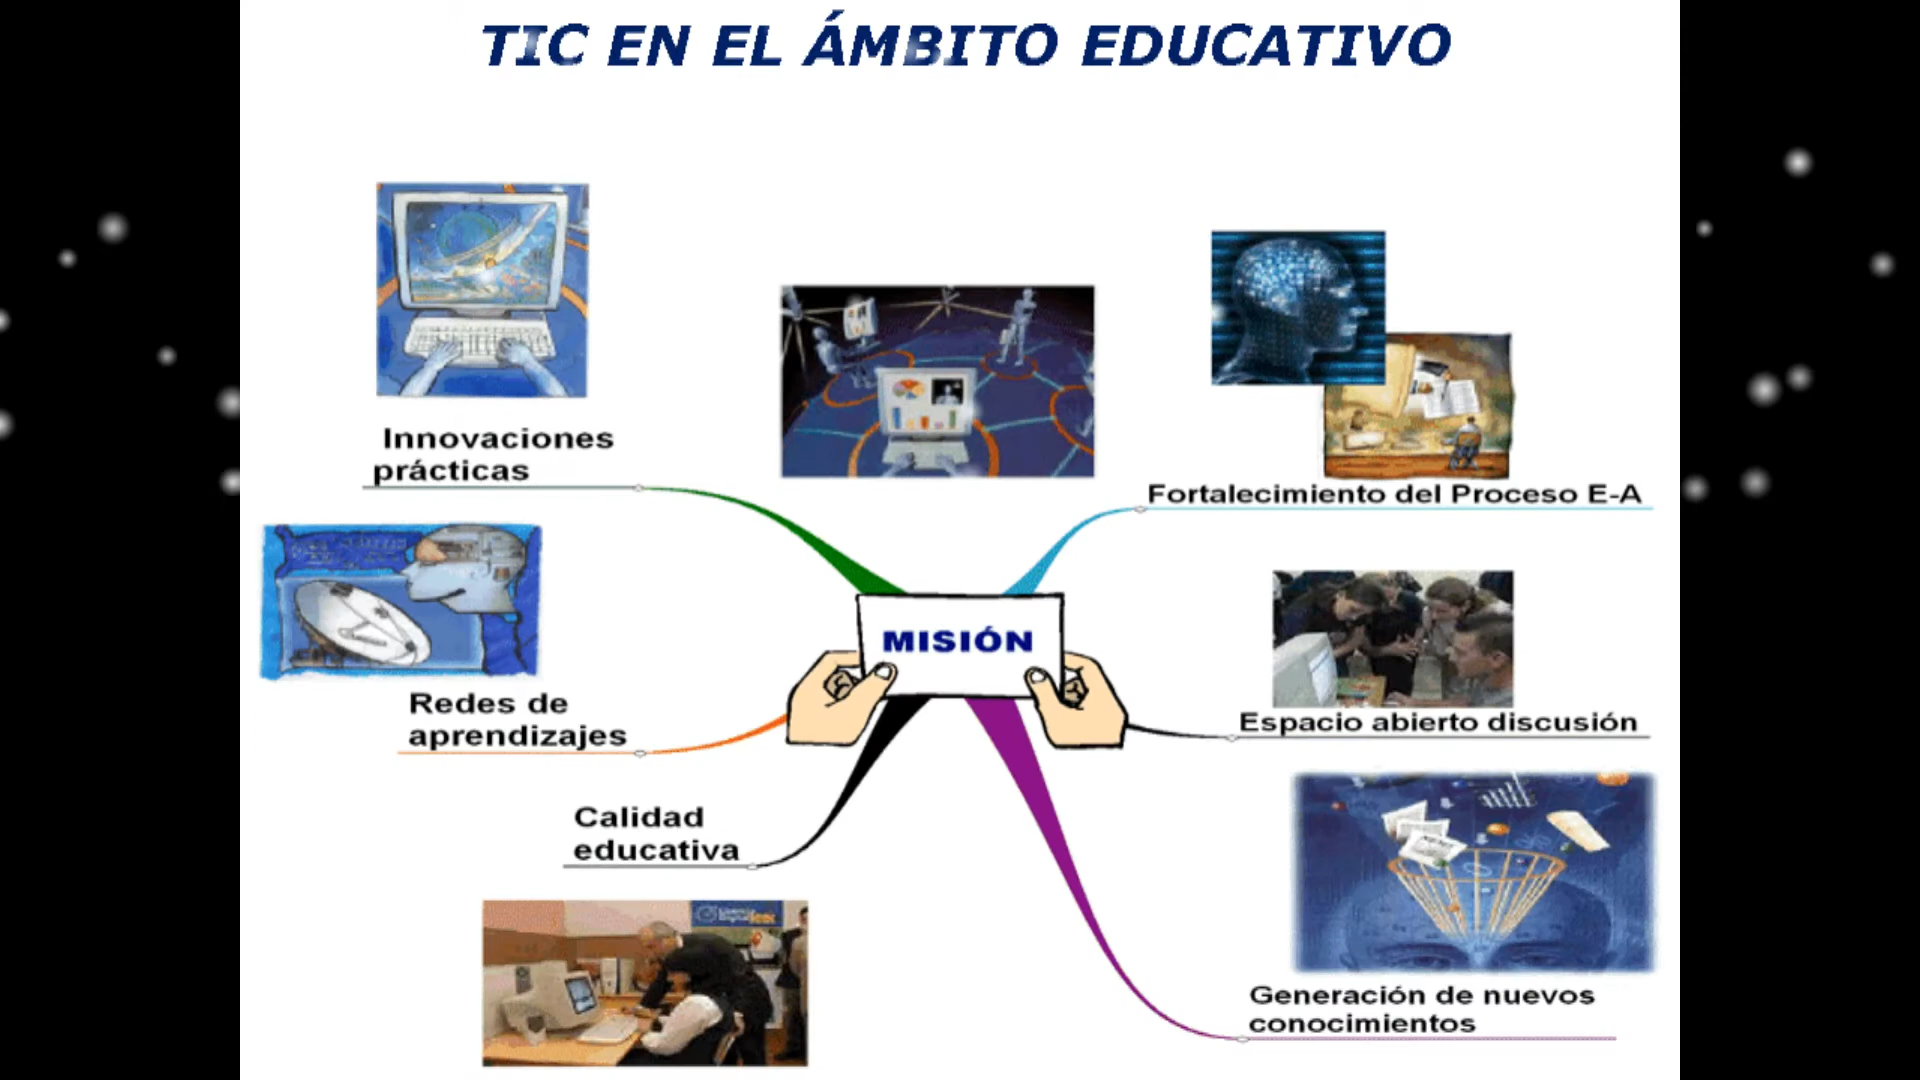 TIC EN EL ÁMBITO EDUCATIVO
Innovaciones
prácticas
Fortalecimiento del Proceso E-A
MISIÓN
Redes de
aprendizajes
Espacio abierto discusión
Calidad
educativa
Generación de nuevos
conocimientos